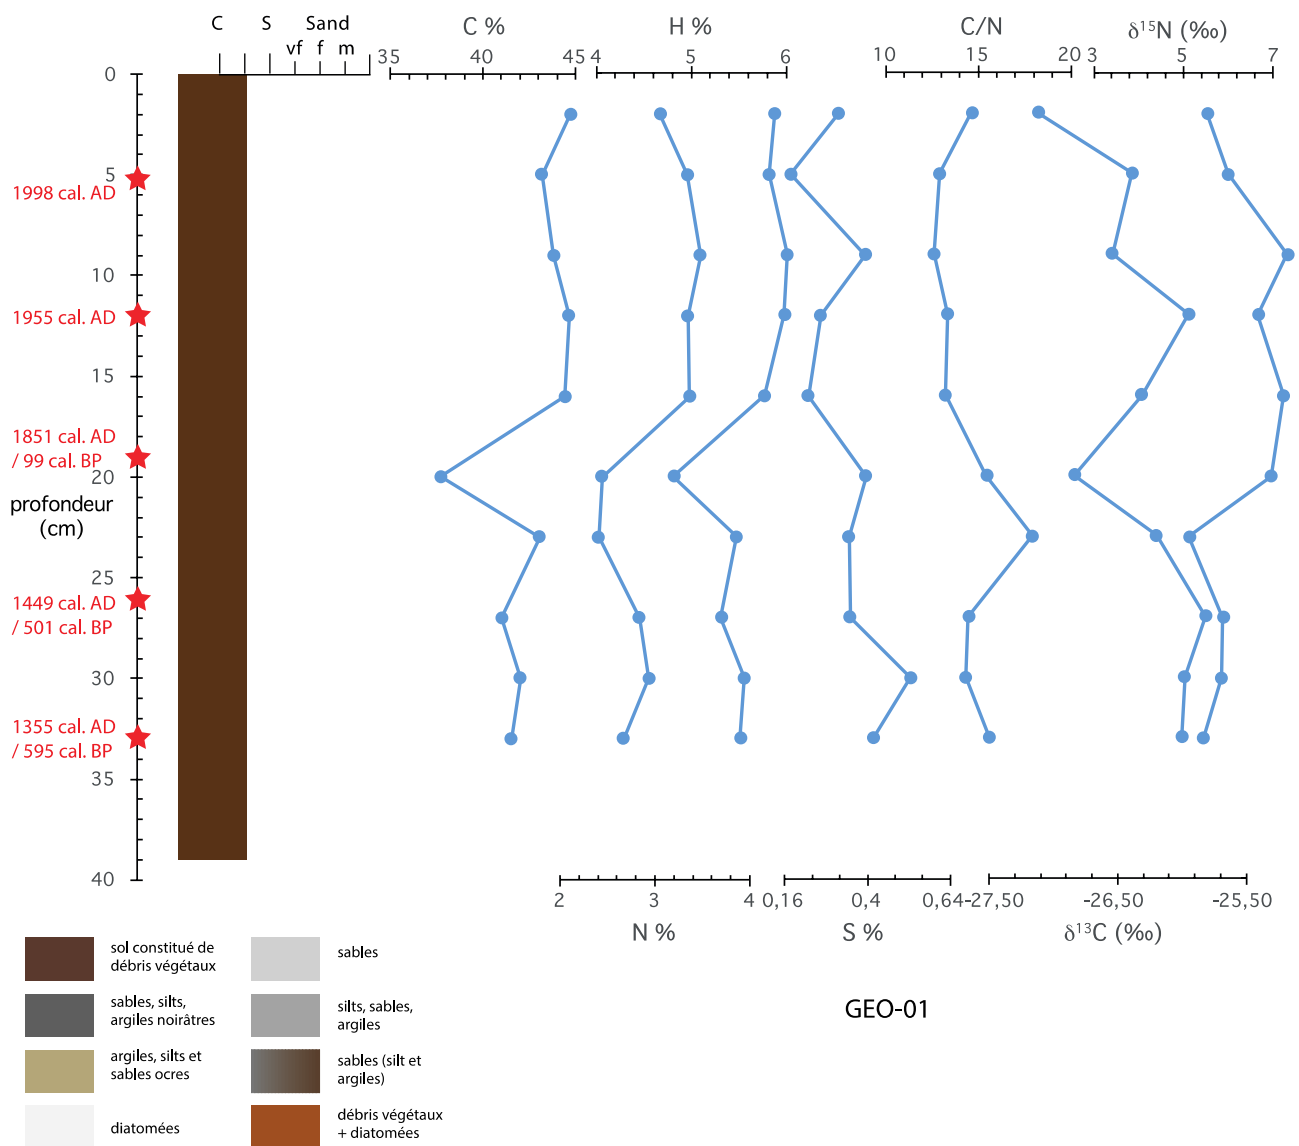 C S Sand
vf f m
C %
35 40 45
H %
4 5 6
C/N
10 15 20
δ¹⁵N (‰)
3 5 7
0
5
1998 cal. AD
10
1955 cal. AD
15
1851 cal. AD
/ 99 cal. BP
20
profondeur
(cm)
25
1449 cal. AD
/ 501 cal. BP
30
1355 cal. AD
/ 595 cal. BP
35
40
2 3 4
N %
0,16 0,4 0,64
S %
-27,50 -26,50 -25,50
δ¹³C (‰)
GEO-01
sol constitué de
débris végétaux
sables
sables, silts,
argiles noirâtres
silts, sables,
argiles
argiles, silts et
sables ocres
sables (silt et
argiles)
diatomées
débris végétaux
+ diatomées